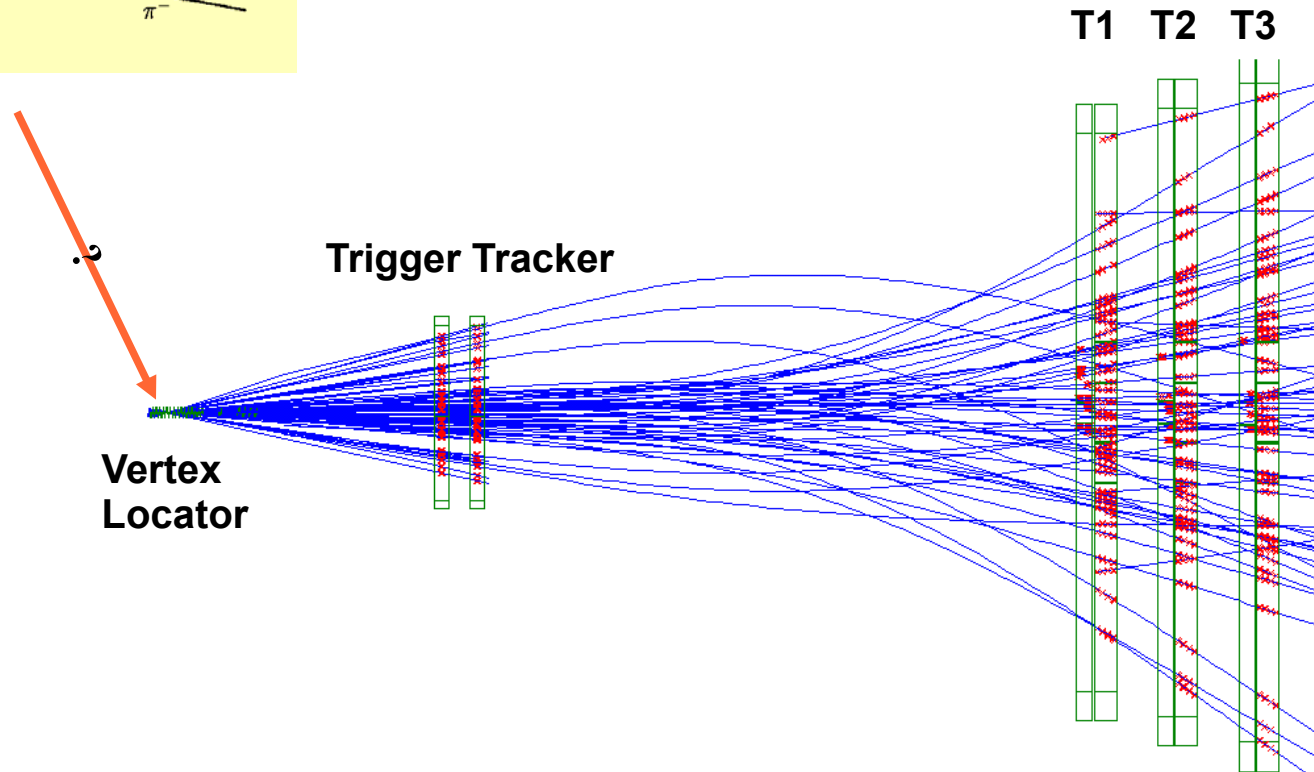 π⁻
T1 T2 T3
?
Trigger Tracker
Vertex
Locator